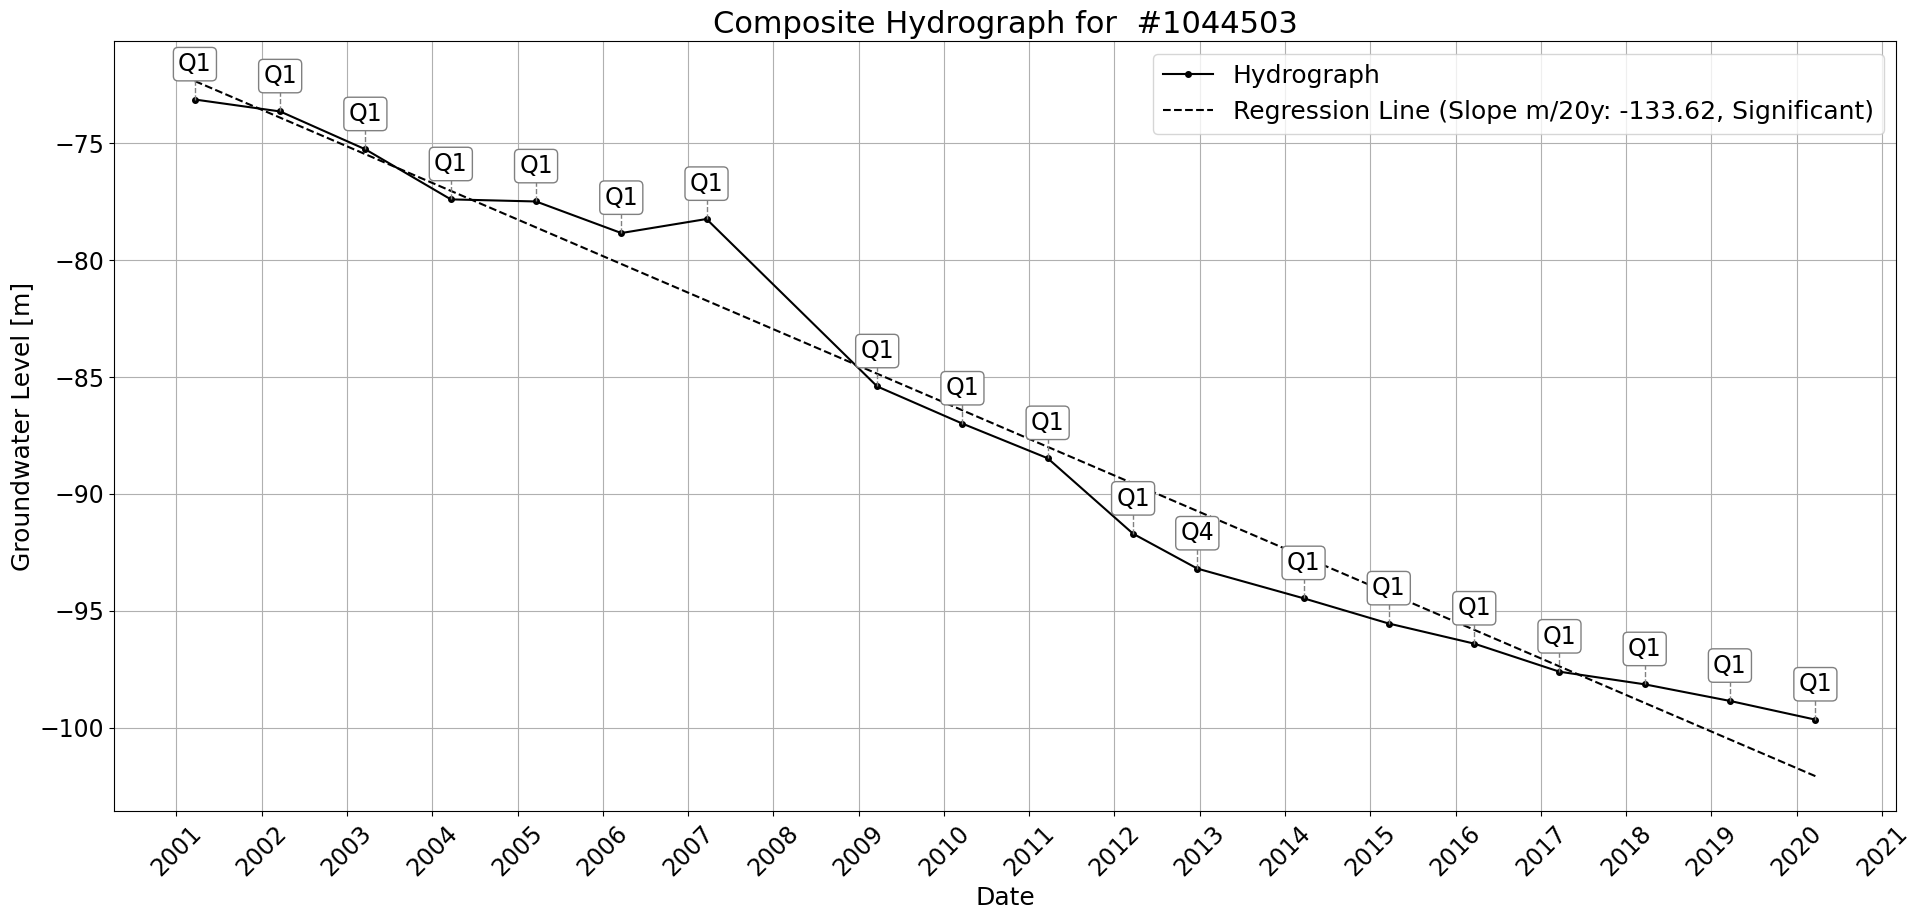 Composite Hydrograph for  #1044503
Hydrograph
Regression Line (Slope m/20y: -133.62, Significant)
Q1
Q1
Q1
Q1
Q1
Q1
Q1
Q1
Q1
Q1
Q1
Q4
Q1
Q1
Q1
Q1
Q1
Q1
Q1
−75
−80
−85
−90
−95
−100
Groundwater Level [m]
2001
2002
2003
2004
2005
2006
2007
2008
2009
2010
2011
2012
2013
2014
2015
2016
2017
2018
2019
2020
2021
Date